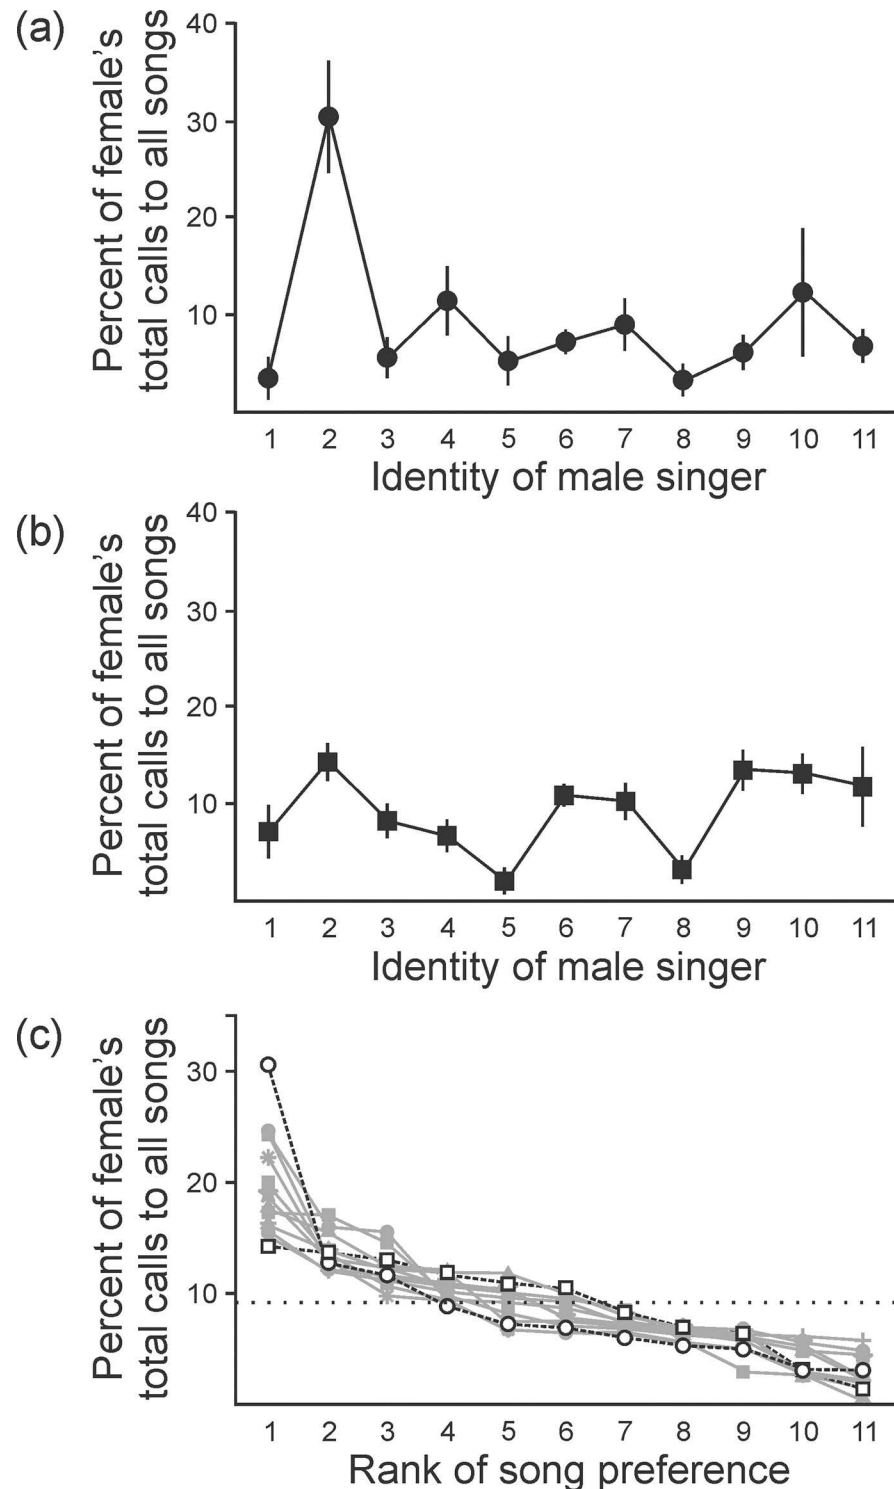 (a)
Percent of female's
total calls to all songs
40
30
20
10
1 2 3 4 5 6 7 8 9 10 11
Identity of male singer
(b)
Percent of female's
total calls to all songs
40
30
20
10
1 2 3 4 5 6 7 8 9 10 11
Identity of male singer
(c)
Percent of female's
total calls to all songs
30
20
10
1 2 3 4 5 6 7 8 9 10 11
Rank of song preference